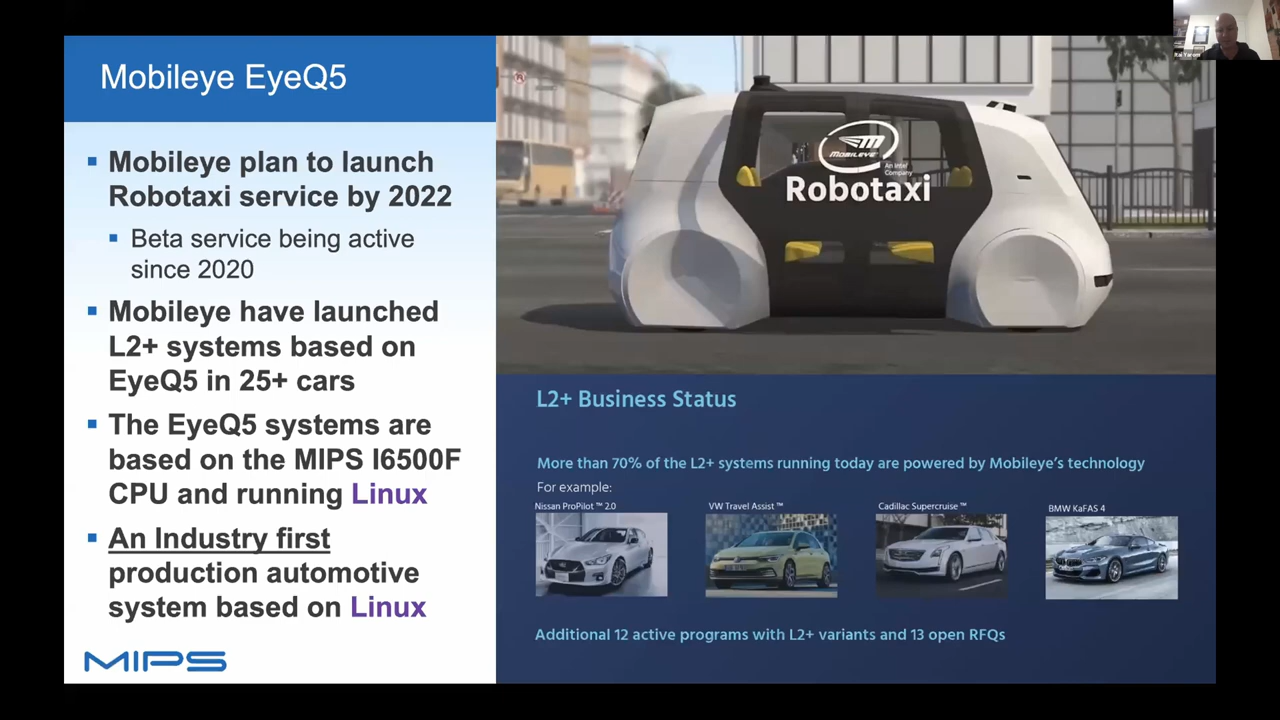 Mobileye EyeQ5
Mobileye plan to launch
Robotaxi service by 2022
Beta service being active
since 2020
Mobileye have launched
L2+ systems based on
EyeQ5 in 25+ cars
The EyeQ5 systems are
based on the MIPS I6500F
CPU and running Linux
An Industry first
production automotive
system based on Linux
MIPS
MOBILEYE
An Intel
Company
Robotaxi
L2+ Business Status
More than 70% of the L2+ systems running today are powered by Mobileye's technology
For example:
Nissan ProPilot ™ 2.0
VW Travel Assist ™
Cadillac Supercruise ™
BMW KaFAS 4
Additional 12 active programs with L2+ variants and 13 open RFQs
Itai Yarom